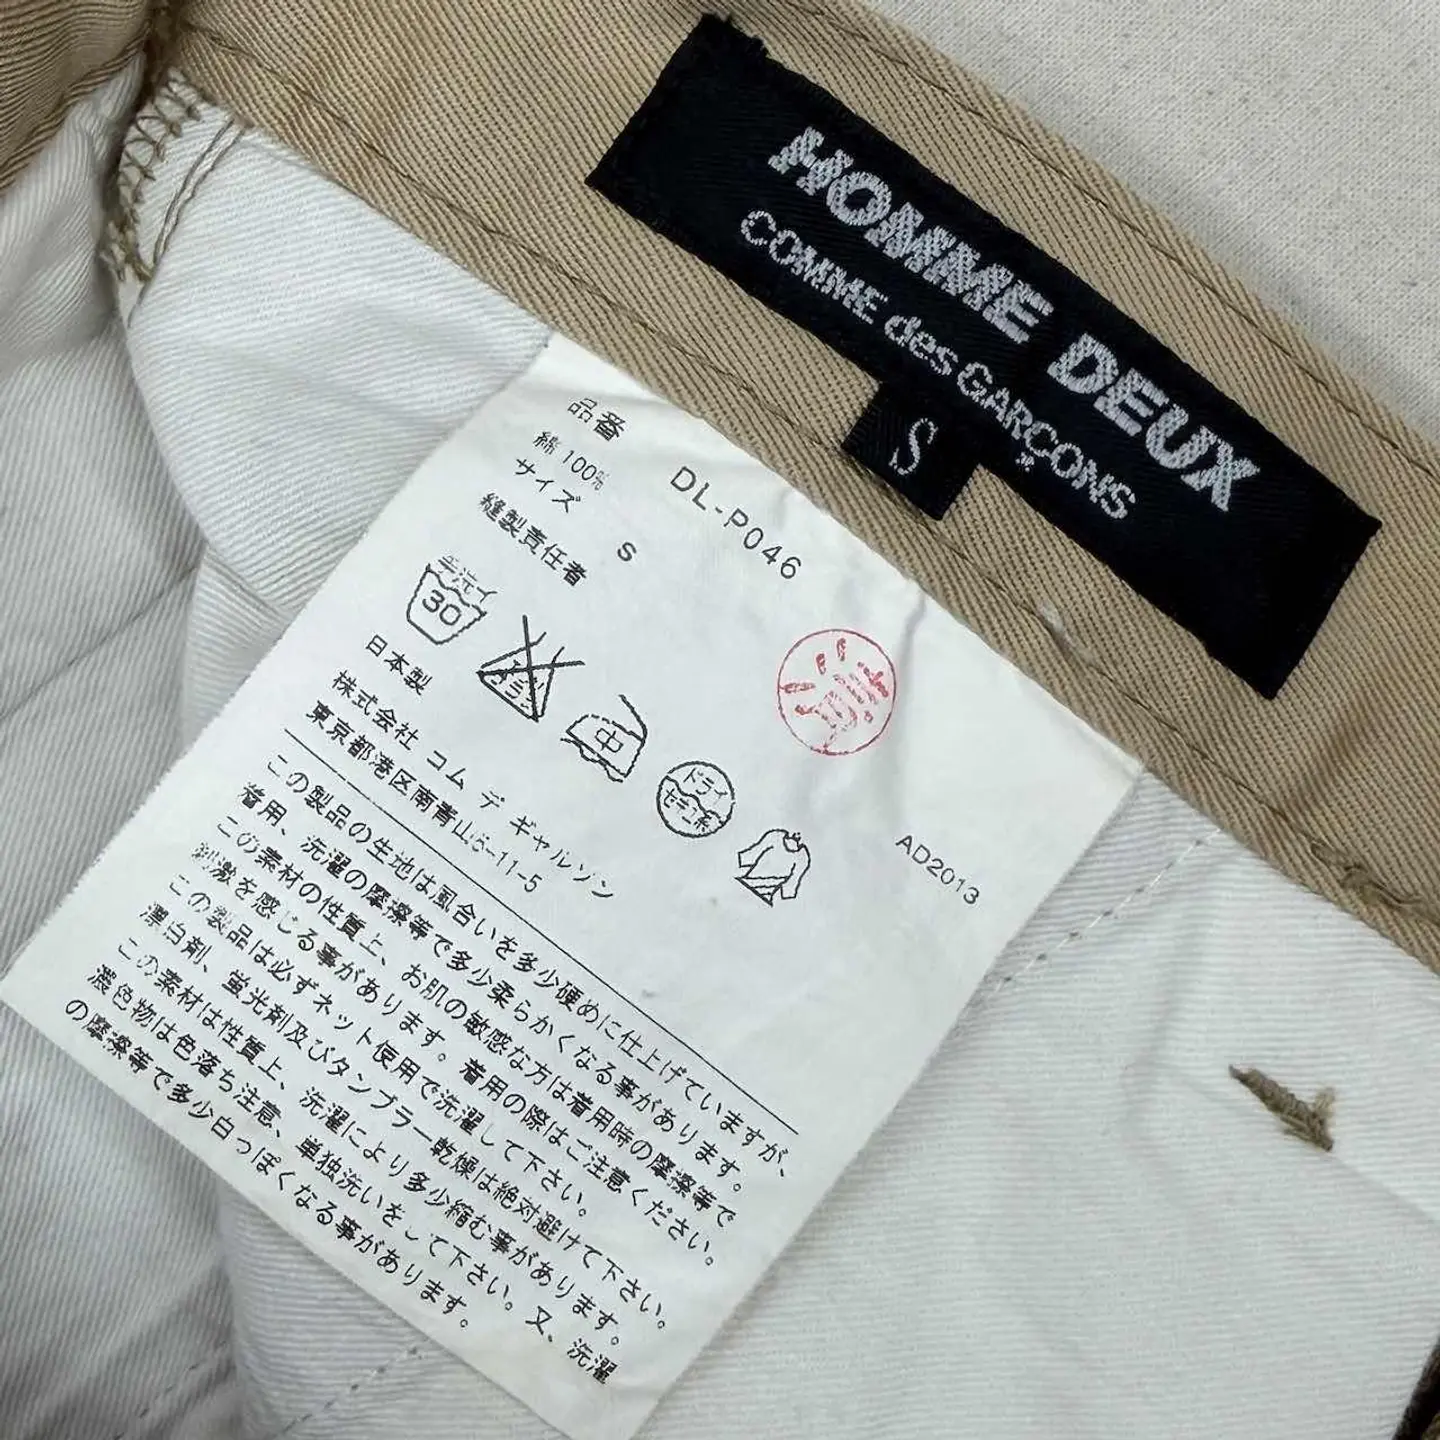 HOMME DEUX
COMME des GARÇONS
S
品番
DL-P046
綿 100%
サイズ
S
縫製責任者
手洗イ
30
エンソ
中
ドライ
セキユ系
日本製
株式会社 コム デ ギャルソン
東京都港区南青山5-11-5
AD2013
この製品の生地は風合いを多少硬めに仕上げていますが、
着用、洗濯の摩擦等で多少柔らかくなる事があります。
この素材の性質上、お肌の敏感な方は着用時の摩擦等で
刺激を感じる事があります。着用の際はご注意ください。
この製品は必ずネット使用で洗濯して下さい。
漂白剤、蛍光剤及びタンブラー乾燥は絶対避けて下さい。
この素材は性質上、洗濯により多少縮む事があります。
濃色物は色落ち注意、単独洗いをして下さい。又、洗濯
の摩擦等で多少白っぽくなる事があります。